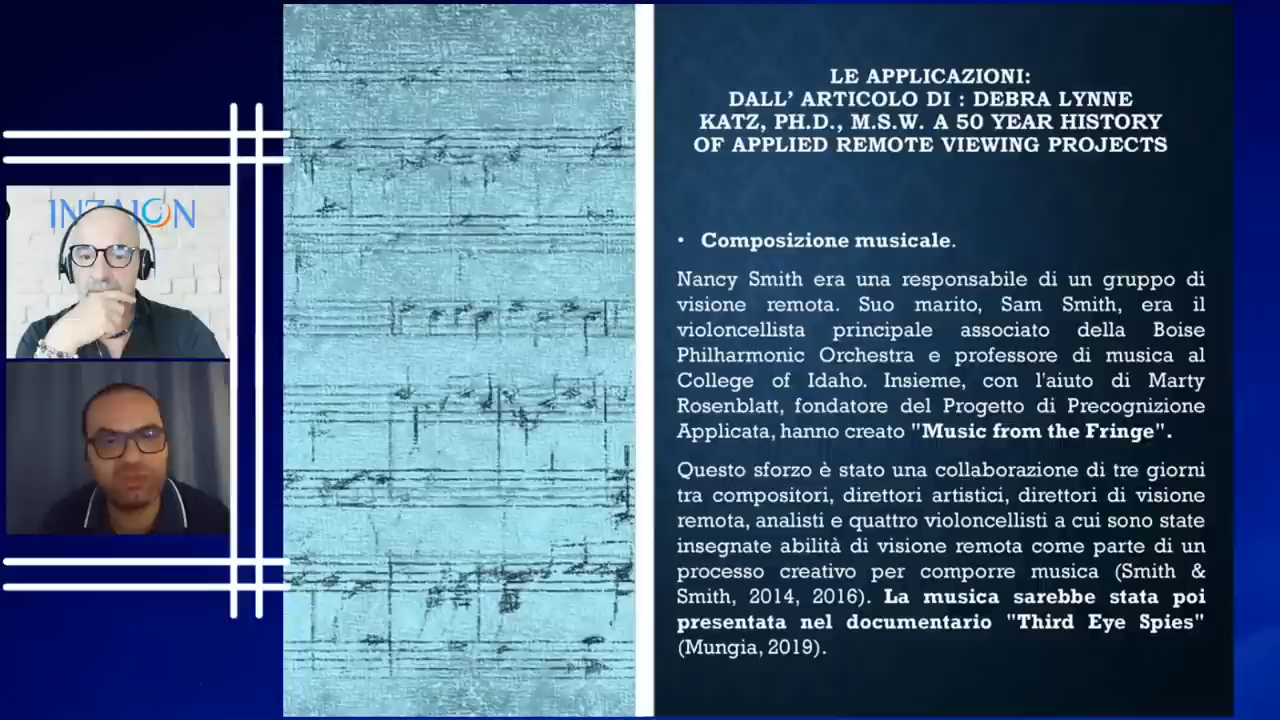 INZAION
LE APPLICAZIONI:
DALL' ARTICOLO DI : DEBRA LYNNE
KATZ, PH.D., M.S.W. A 50 YEAR HISTORY
OF APPLIED REMOTE VIEWING PROJECTS
• Composizione musicale.
Nancy Smith era una responsabile di un gruppo di
visione remota. Suo marito, Sam Smith, era il
violoncellista principale associato della Boise
Philharmonic Orchestra e professore di musica al
College of Idaho. Insieme, con l'aiuto di Marty
Rosenblatt, fondatore del Progetto di Precognizione
Applicata, hanno creato "Music from the Fringe".
Questo sforzo è stato una collaborazione di tre giorni
tra compositori, direttori artistici, direttori di visione
remota, analisti e quattro violoncellisti a cui sono state
insegnate abilità di visione remota come parte di un
processo creativo per comporre musica (Smith &
Smith, 2014, 2016). La musica sarebbe stata poi
presentata nel documentario "Third Eye Spies"
(Mungia, 2019).